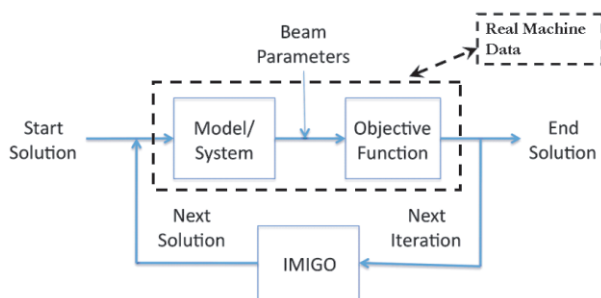 Beam
Parameters
Real Machine
Data
Start
Solution
Model/
System
Objective
Function
End
Solution
Next
Solution
Next
Iteration
IMIGO